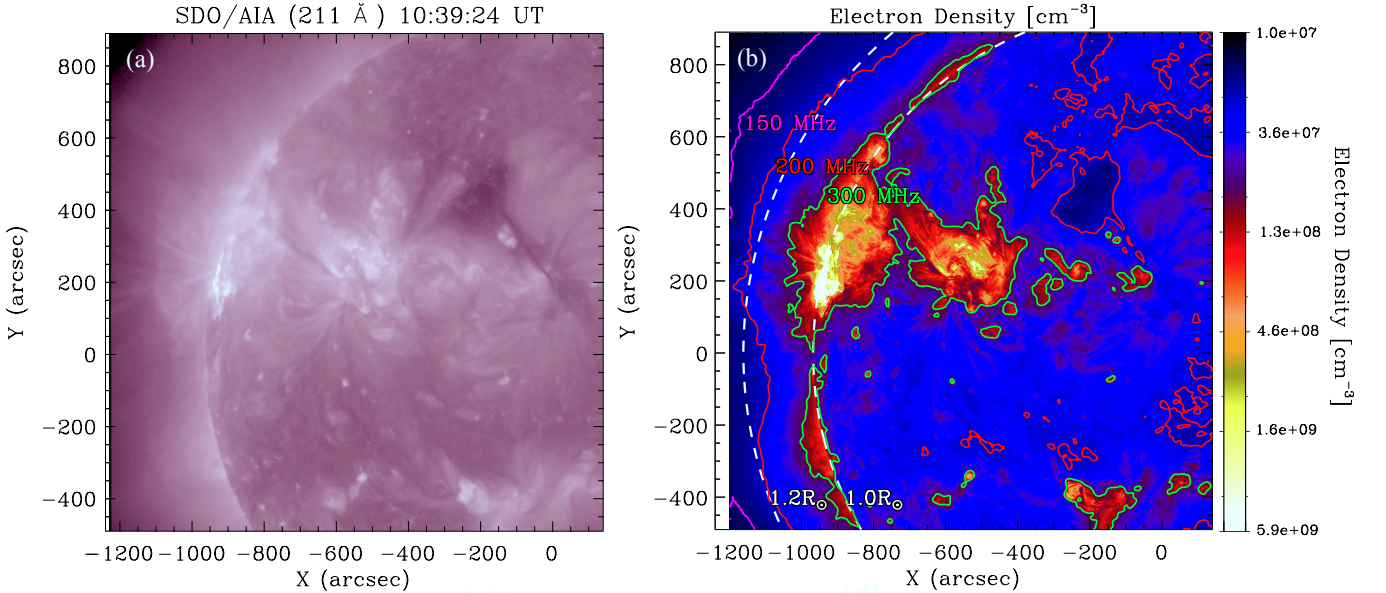 SDO/AIA (211 Å) 10:39:24 UT
(a)
Y (arcsec)
800
600
400
200
0
−200
−400
−1200 −1000 −800 −600 −400 −200 0
X (arcsec)
Electron Density [cm⁻³]
(b)
150 MHz
200 MHz
300 MHz
1.2R☉ 1.0R☉
Y (arcsec)
800
600
400
200
0
−200
−400
−1200 −1000 −800 −600 −400 −200 0
X (arcsec)
1.0e+07
3.6e+07
1.3e+08
4.6e+08
1.6e+09
5.9e+09
Electron Density [cm⁻³]